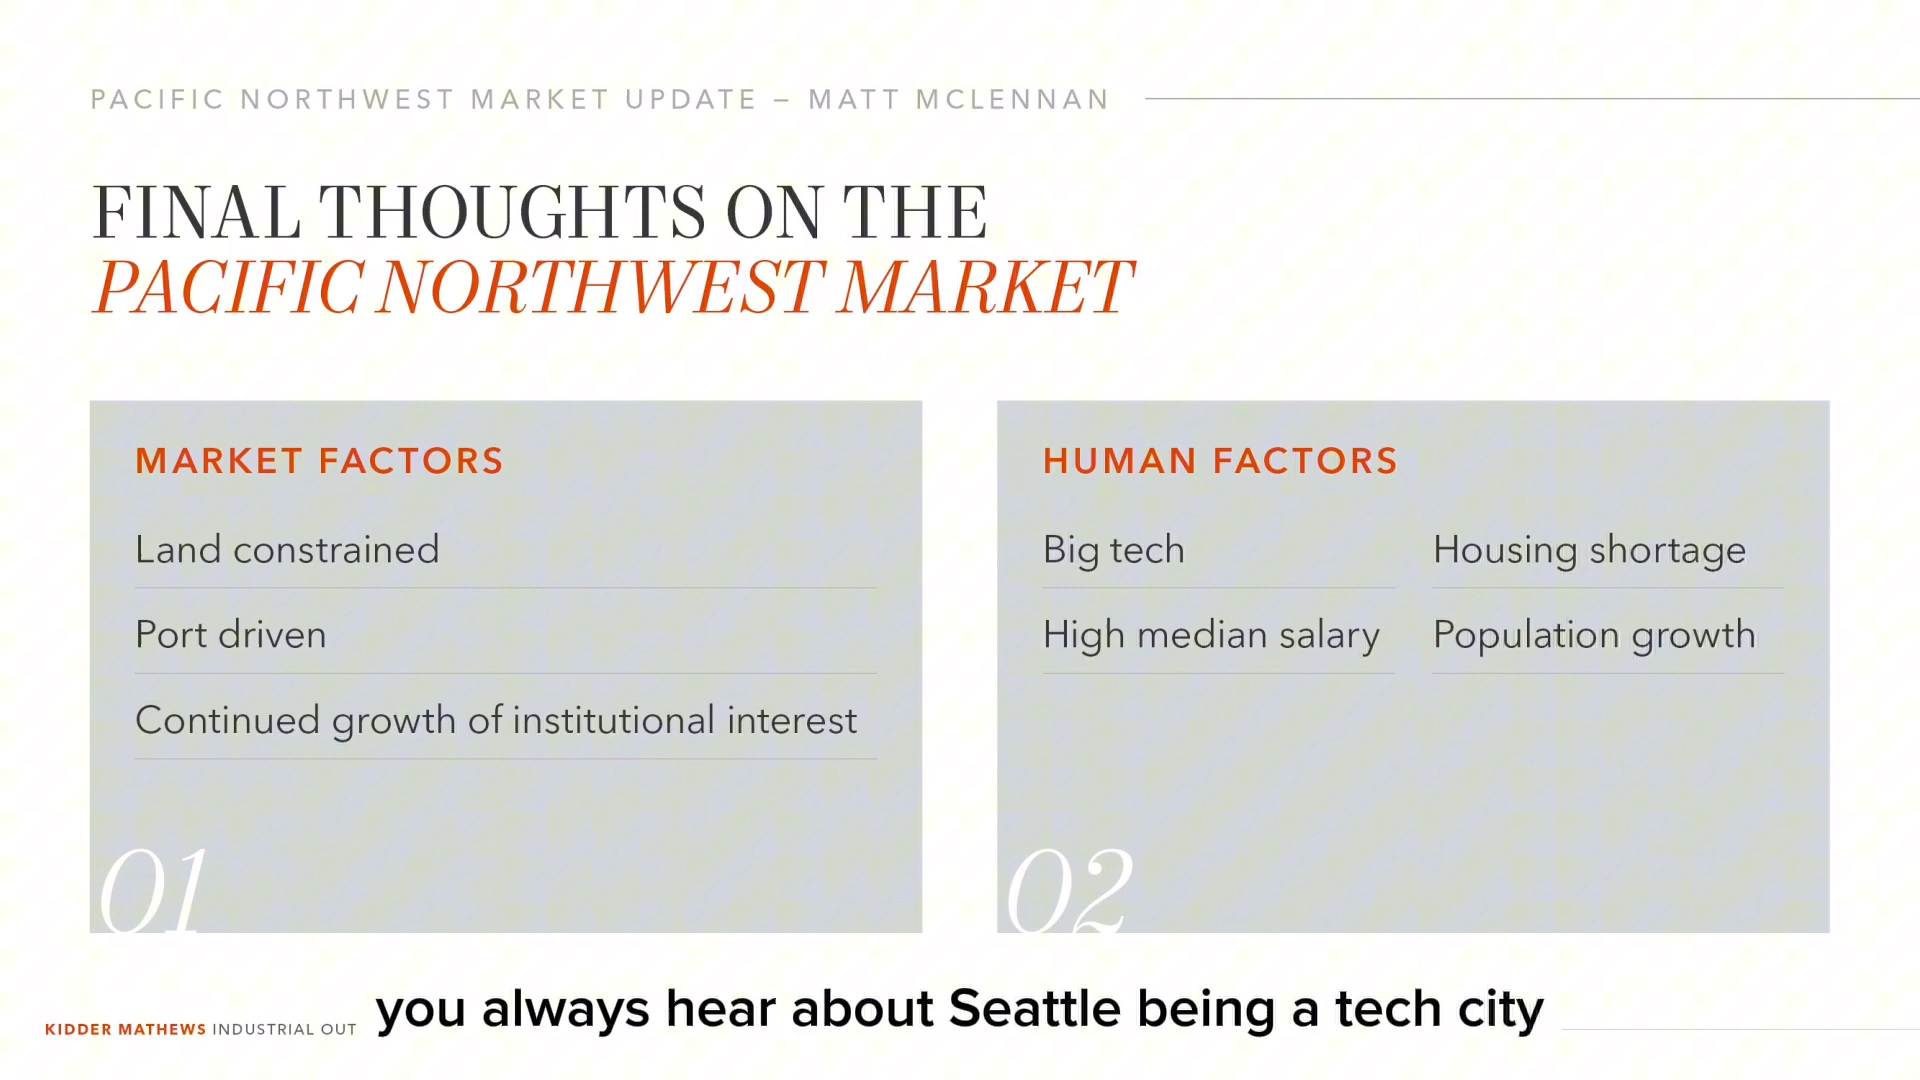 PACIFIC NORTHWEST MARKET UPDATE – MATT MCLENNAN
FINAL THOUGHTS ON THE
PACIFIC NORTHWEST MARKET
MARKET FACTORS
Land constrained
Port driven
Continued growth of institutional interest
01
HUMAN FACTORS
Big tech
High median salary
Housing shortage
Population growth
02
you always hear about Seattle being a tech city
KIDDER MATHEWS INDUSTRIAL OUT